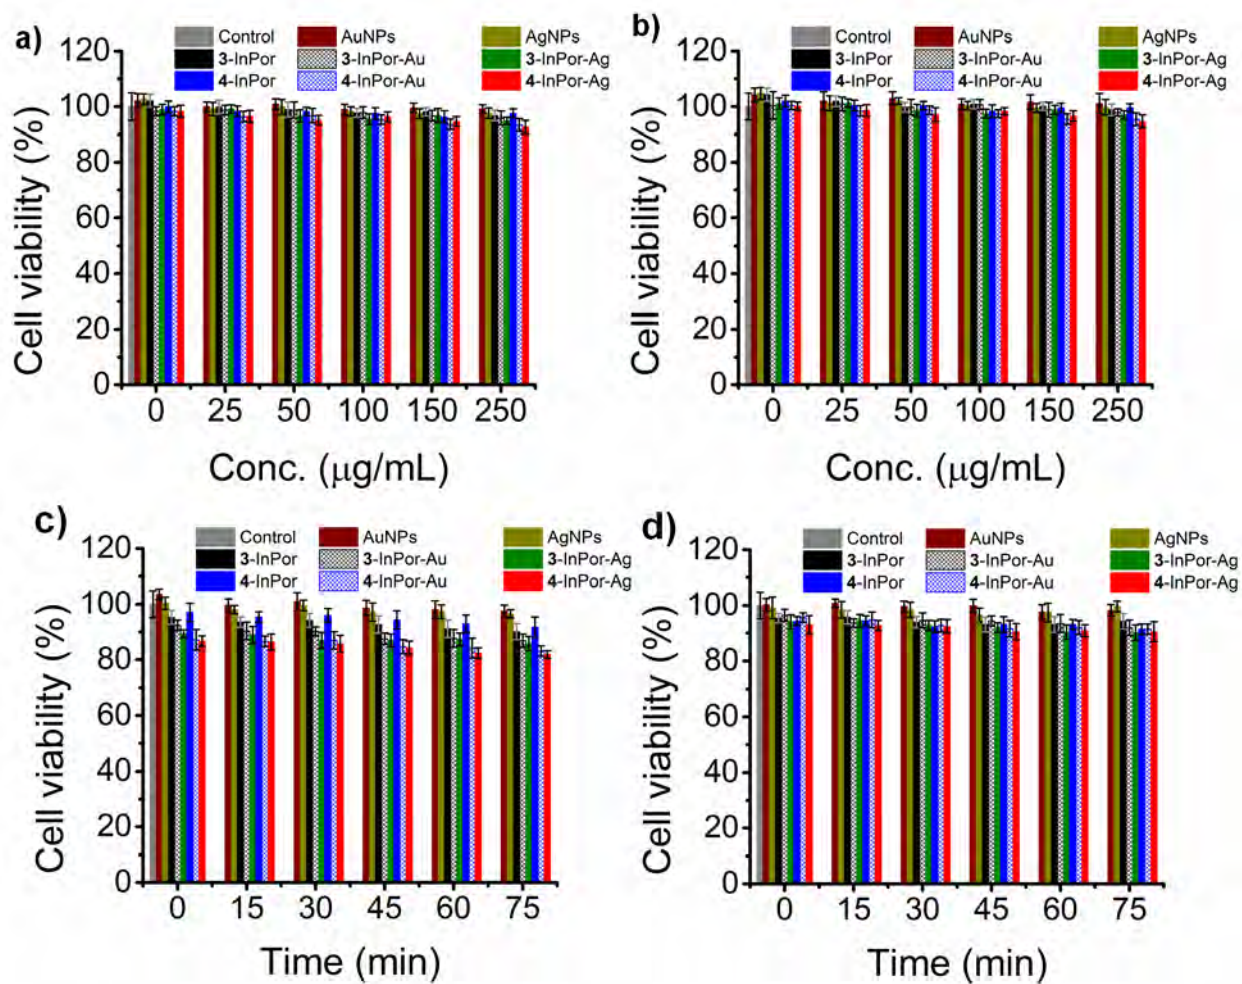 a)
Control AuNPs AgNPs
3-InPor 3-InPor-Au 3-InPor-Ag
4-InPor 4-InPor-Au 4-InPor-Ag
120
100
80
60
40
20
0
Cell viability (%)
0 25 50 100 150 250
Conc. (μg/mL)
b)
Control AuNPs AgNPs
3-InPor 3-InPor-Au 3-InPor-Ag
4-InPor 4-InPor-Au 4-InPor-Ag
120
100
80
60
40
20
0
Cell viability (%)
0 25 50 100 150 250
Conc. (μg/mL)
c)
Control AuNPs AgNPs
3-InPor 3-InPor-Au 3-InPor-Ag
4-InPor 4-InPor-Au 4-InPor-Ag
120
100
80
60
40
20
0
Cell viability (%)
0 15 30 45 60 75
Time (min)
d)
Control AuNPs AgNPs
3-InPor 3-InPor-Au 3-InPor-Ag
4-InPor 4-InPor-Au 4-InPor-Ag
120
100
80
60
40
20
0
Cell viability (%)
0 15 30 45 60 75
Time (min)